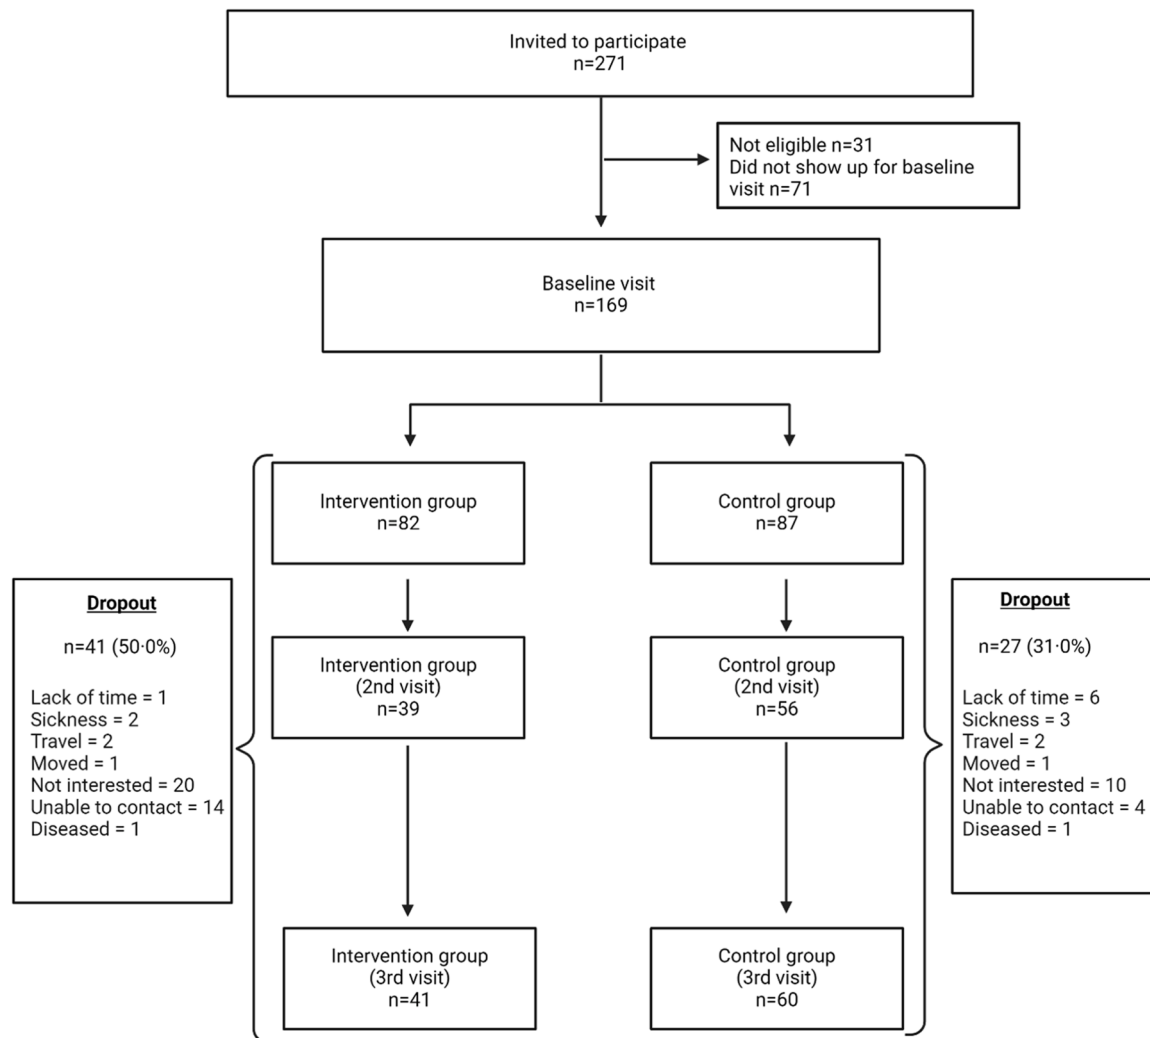 Invited to participate
n=271
Not eligible n=31
Did not show up for baseline
visit n=71
Baseline visit
n=169
Intervention group
n=82
Control group
n=87
Dropout
n=41 (50·0%)
Lack of time = 1
Sickness = 2
Travel = 2
Moved = 1
Not interested = 20
Unable to contact = 14
Diseased = 1
Intervention group
(2nd visit)
n=39
Control group
(2nd visit)
n=56
Dropout
n=27 (31·0%)
Lack of time = 6
Sickness = 3
Travel = 2
Moved = 1
Not interested = 10
Unable to contact = 4
Diseased = 1
Intervention group
(3rd visit)
n=41
Control group
(3rd visit)
n=60